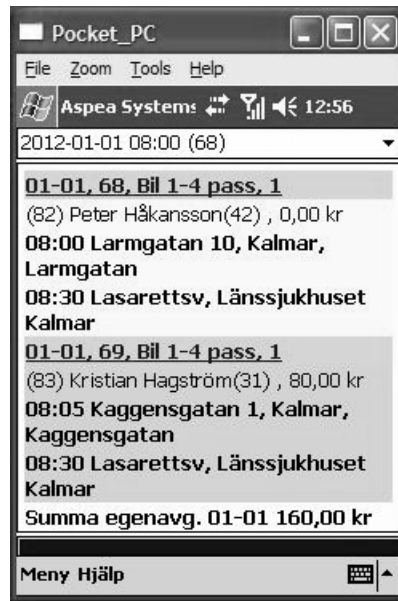 Pocket_PC
File Zoom Tools Help
Aspea Systems 12:56
2012-01-01 08:00 (68)
01-01, 68, Bil 1-4 pass, 1
(82) Peter Håkansson(42) , 0,00 kr
08:00 Larmgatan 10, Kalmar,
Larmgatan
08:30 Lasarettsv, Länssjukhuset
Kalmar
01-01, 69, Bil 1-4 pass, 1
(83) Kristian Hagström(31) , 80,00 kr
08:05 Kaggensgatan 1, Kalmar,
Kaggensgatan
08:30 Lasarettsv, Länssjukhuset
Kalmar
Summa egenavg. 01-01 160,00 kr
Meny Hjälp